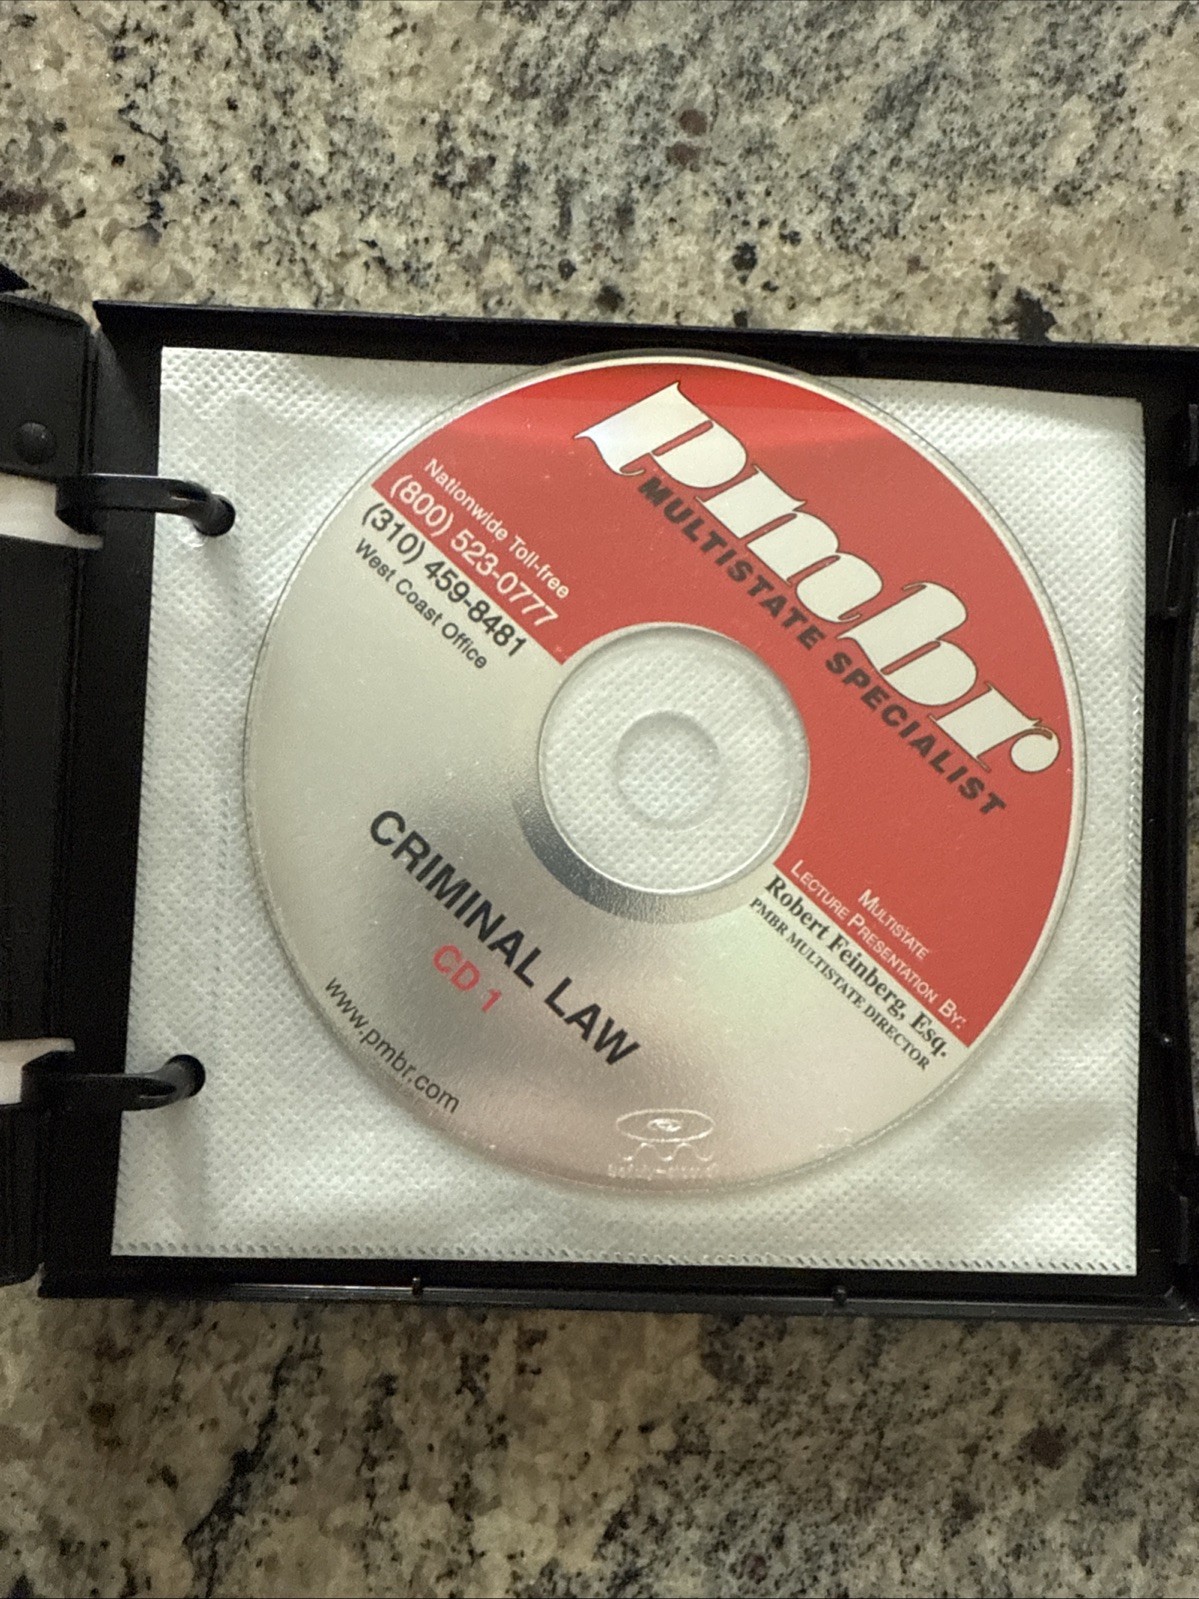 pmbr
MULTISTATE SPECIALIST
Nationwide Toll-free
(800) 523-0777
(310) 459-8481
West Coast Office
MULTISTATE
LECTURE PRESENTATION BY:
Robert Feinberg, Esq.
PMBR MULTISTATE DIRECTOR
CRIMINAL LAW
CD 1
www.pmbr.com